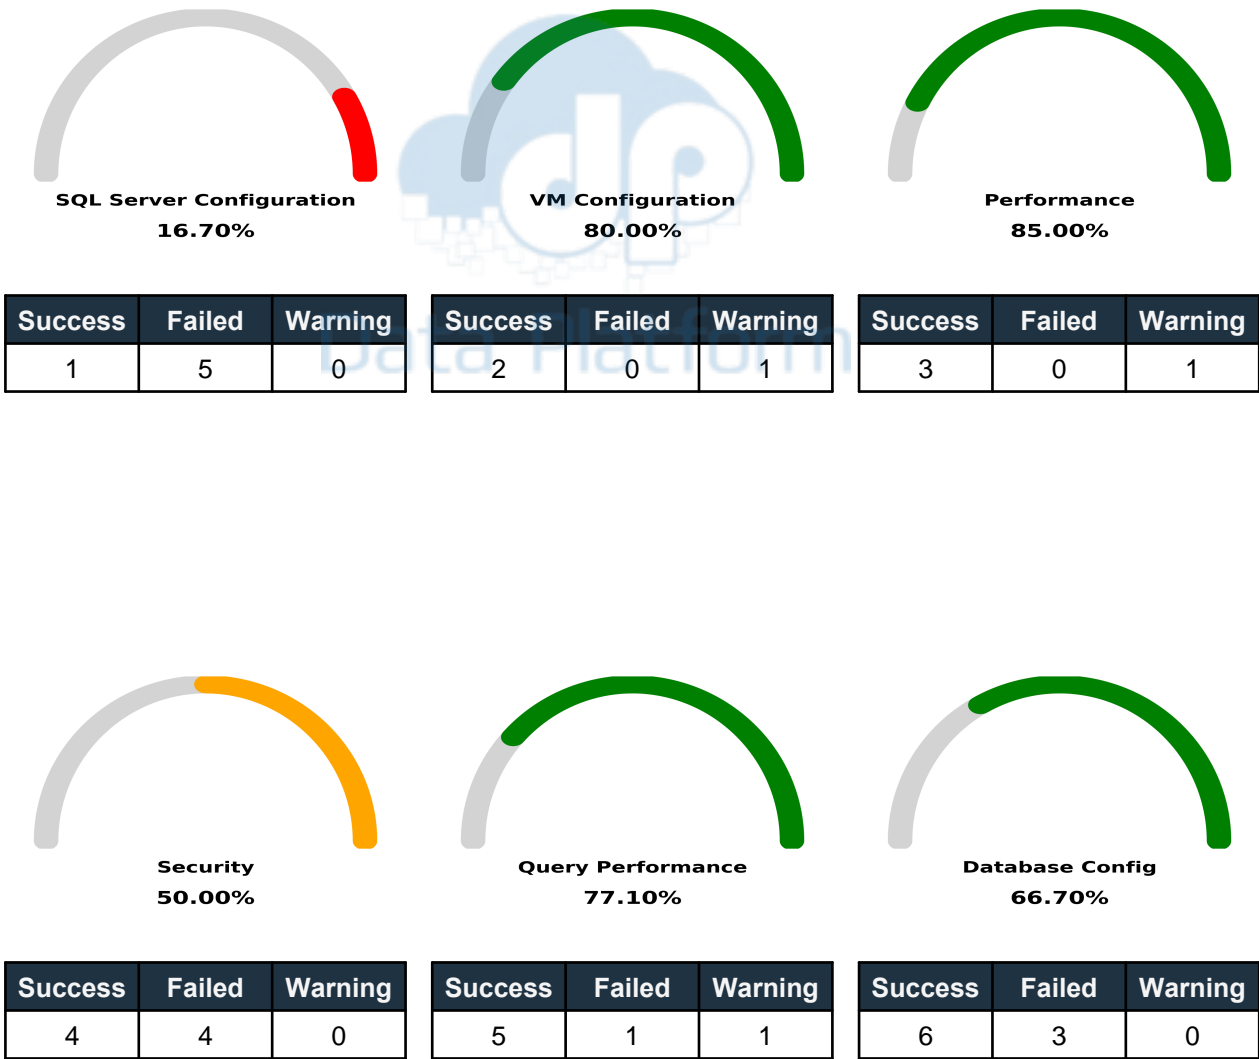 SQL Server Configuration
16.70%
Success Failed Warning
1 5 0
VM Configuration
80.00%
Success Failed Warning
2 0 1
Performance
85.00%
Success Failed Warning
3 0 1
dp
Data Platform
Security
50.00%
Success Failed Warning
4 4 0
Query Performance
77.10%
Success Failed Warning
5 1 1
Database Config
66.70%
Success Failed Warning
6 3 0